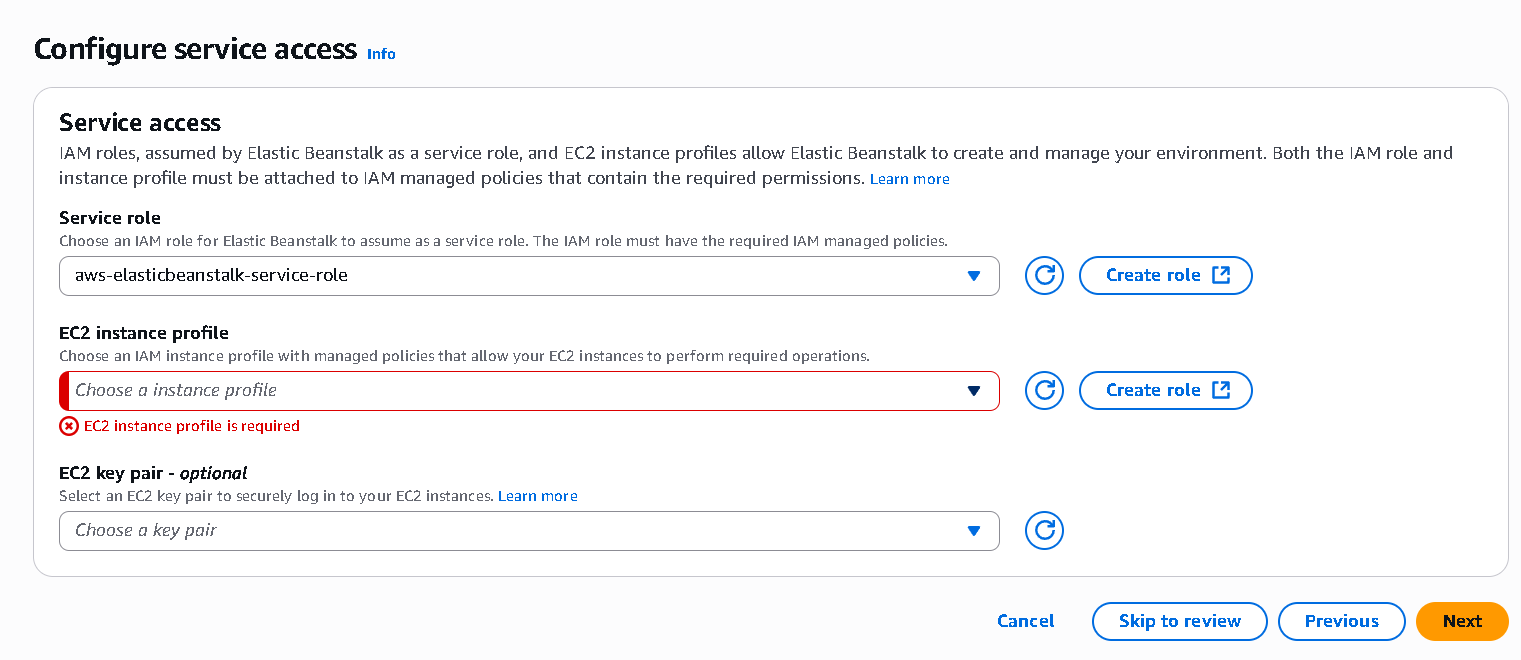 Configure service access Info
Service access
IAM roles, assumed by Elastic Beanstalk as a service role, and EC2 instance profiles allow Elastic Beanstalk to create and manage your environment. Both the IAM role and
instance profile must be attached to IAM managed policies that contain the required permissions. Learn more
Service role
Choose an IAM role for Elastic Beanstalk to assume as a service role. The IAM role must have the required IAM managed policies.
aws-elasticbeanstalk-service-role
Create role
EC2 instance profile
Choose an IAM instance profile with managed policies that allow your EC2 instances to perform required operations.
Choose a instance profile
Create role
EC2 instance profile is required
EC2 key pair - optional
Select an EC2 key pair to securely log in to your EC2 instances. Learn more
Choose a key pair
Cancel Skip to review Previous Next